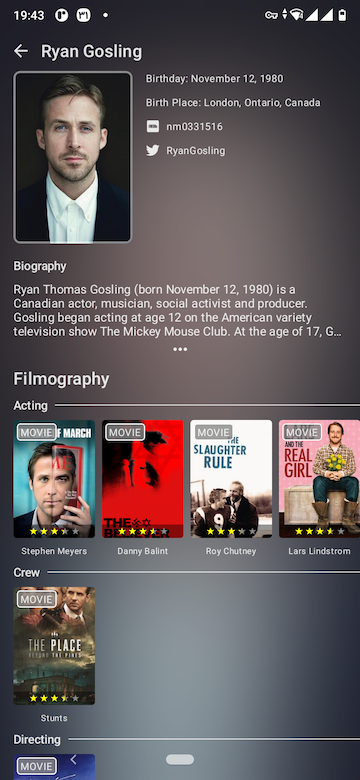 19:43
Ryan Gosling
Birthday: November 12, 1980
Birth Place: London, Ontario, Canada
nm0331516
RyanGosling
Biography
Ryan Thomas Gosling (born November 12, 1980) is a
Canadian actor, musician, social activist and producer.
Gosling began acting at age 12 on the American variety
television show The Mickey Mouse Club. At the age of 17, G...
Filmography
Acting
MOVIE
OF MARCH
MOVIE
THE
MOVIE
THE
SLAUGHTER
RULE
MOVIE
AND THE
REAL
GIRL
Stephen Meyers
Danny Balint
Roy Chutney
Lars Lindstrom
Crew
MOVIE
THE PLACE
BEYOND THE PINES
Stunts
Directing
MOVIE